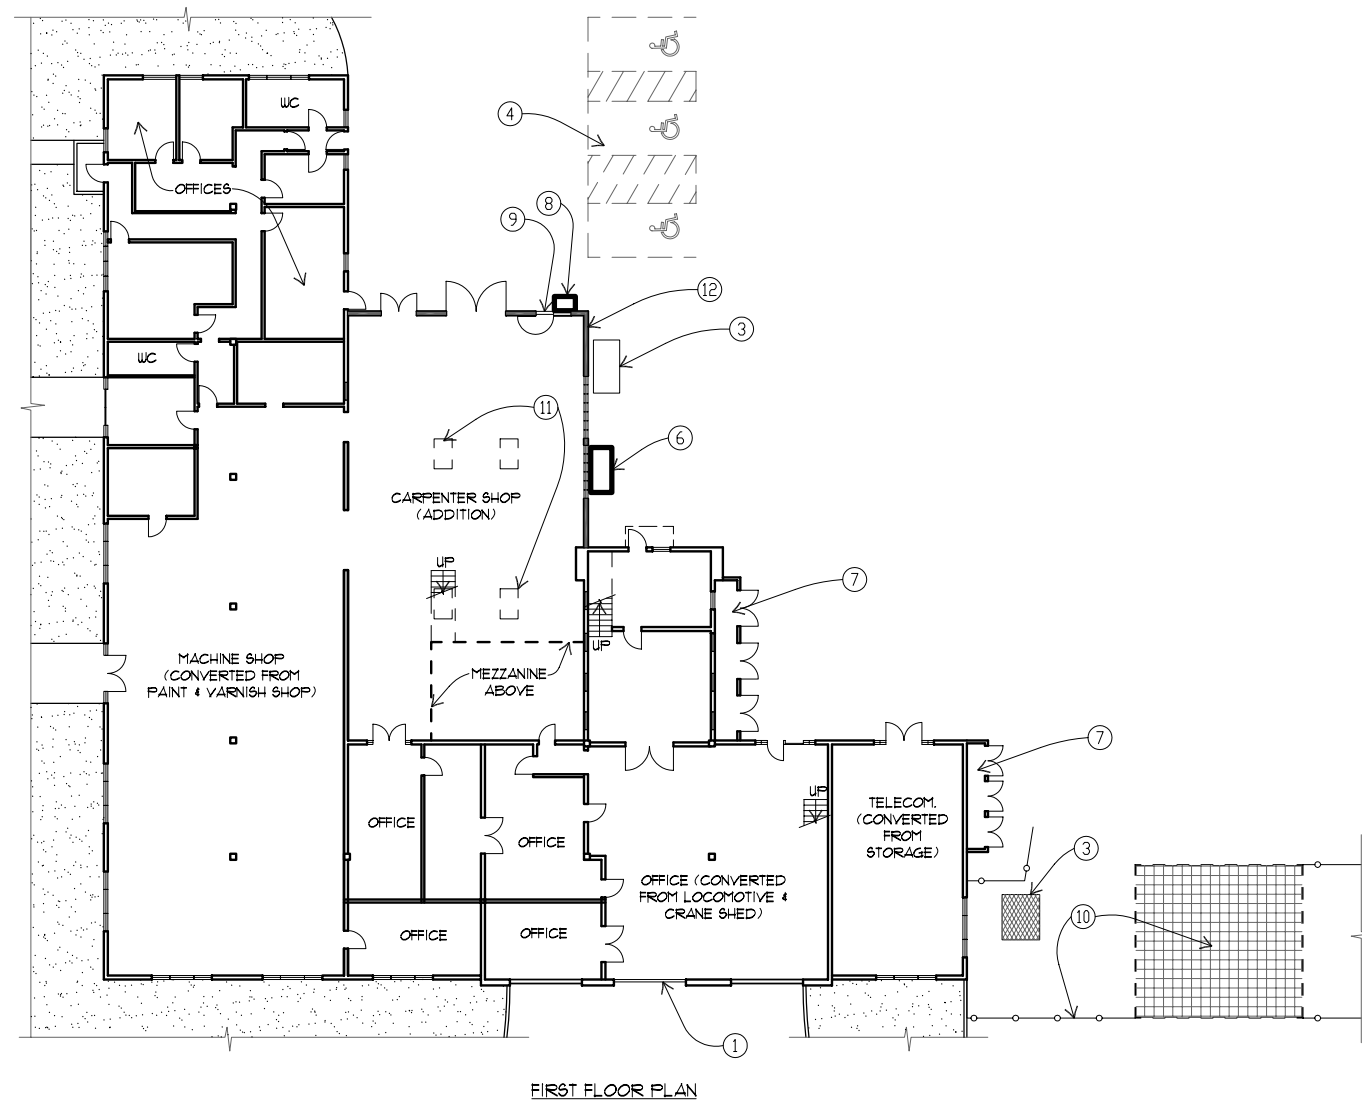 WC
4
OFFICES
8
9
12
3
WC
11
6
CARPENTER SHOP
(ADDITION)
UP
7
UP
MACHINE SHOP
(CONVERTED FROM
PAINT & VARNISH SHOP)
MEZZANINE
ABOVE
7
UP
TELECOM.
(CONVERTED
FROM
STORAGE)
OFFICE
OFFICE
3
OFFICE (CONVERTED
FROM LOCOMOTIVE &
CRANE SHED)
10
OFFICE
OFFICE
1
FIRST FLOOR PLAN